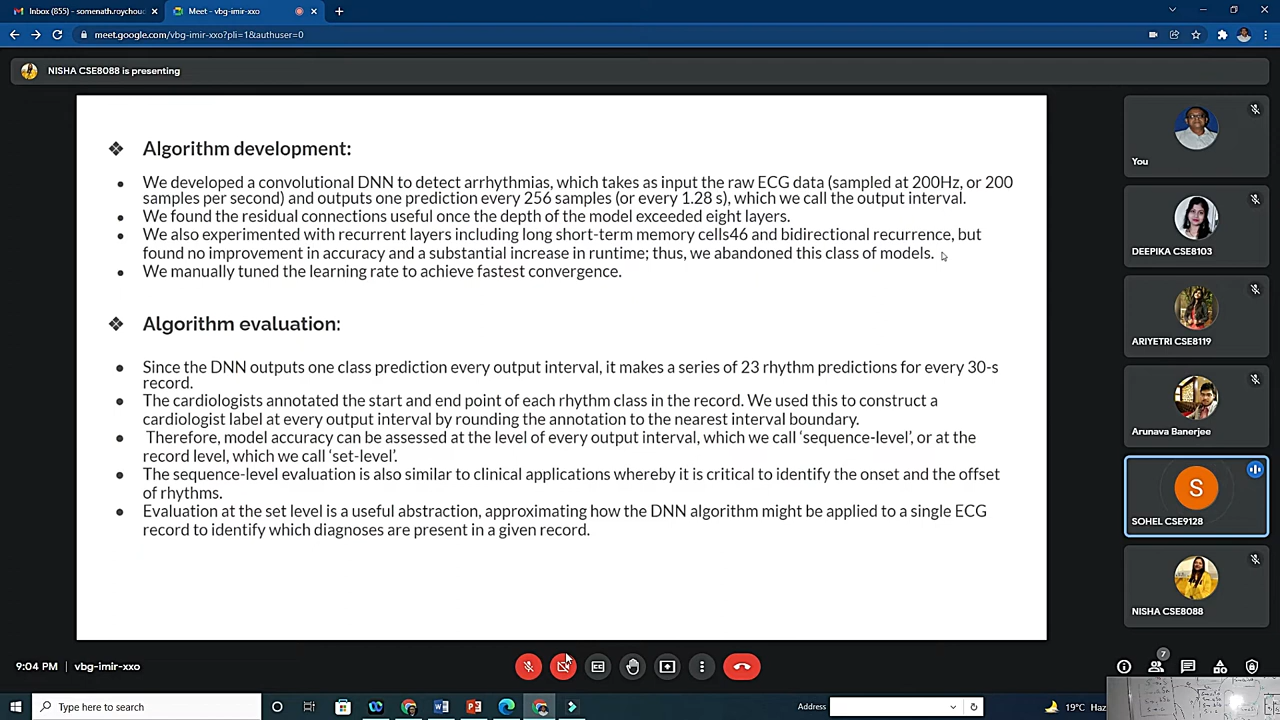 Inbox (855) - somenath.roychou
Meet - vbg-imir-xxo
meet.google.com/vbg-imir-xxo?pli=1&authuser=0
NISHA CSE8088 is presenting
Algorithm development:
We developed a convolutional DNN to detect arrhythmias, which takes as input the raw ECG data (sampled at 200Hz, or 200
samples per second) and outputs one prediction every 256 samples (or every 1.28 s), which we call the output interval.
We found the residual connections useful once the depth of the model exceeded eight layers.
We also experimented with recurrent layers including long short-term memory cells46 and bidirectional recurrence, but
found no improvement in accuracy and a substantial increase in runtime; thus, we abandoned this class of models.
We manually tuned the learning rate to achieve fastest convergence.
Algorithm evaluation:
Since the DNN outputs one class prediction every output interval, it makes a series of 23 rhythm predictions for every 30-s
record.
The cardiologists annotated the start and end point of each rhythm class in the record. We used this to construct a
cardiologist label at every output interval by rounding the annotation to the nearest interval boundary.
Therefore, model accuracy can be assessed at the level of every output interval, which we call ‘sequence-level’, or at the
record level, which we call ‘set-level’.
The sequence-level evaluation is also similar to clinical applications whereby it is critical to identify the onset and the offset
of rhythms.
Evaluation at the set level is a useful abstraction, approximating how the DNN algorithm might be applied to a single ECG
record to identify which diagnoses are present in a given record.
You
DEEPIKA CSE8103
ARIYETRI CSE8119
Arunava Banerjee
S
SOHEL CSE9128
NISHA CSE8088
9:04 PM | vbg-imir-xxo
7
Type here to search
Address
19°C Haz